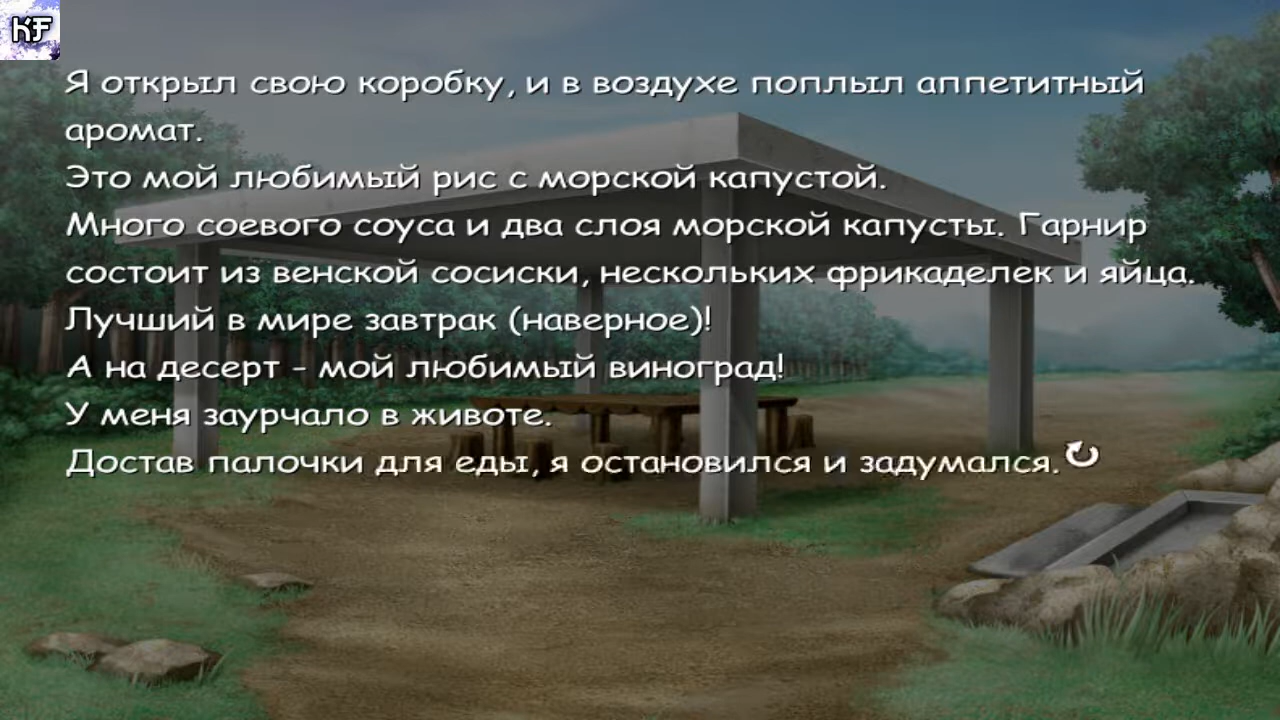 KF
Я открыл свою коробку, и в воздухе поплыл аппетитный
аромат.
Это мой любимый рис с морской капустой.
Много соевого соуса и два слоя морской капусты. Гарнир
состоит из венской сосиски, нескольких фрикаделек и яйца.
Лучший в мире завтрак (наверное)!
А на десерт - мой любимый виноград!
У меня заурчало в животе.
Достав палочки для еды, я остановился и задумался.